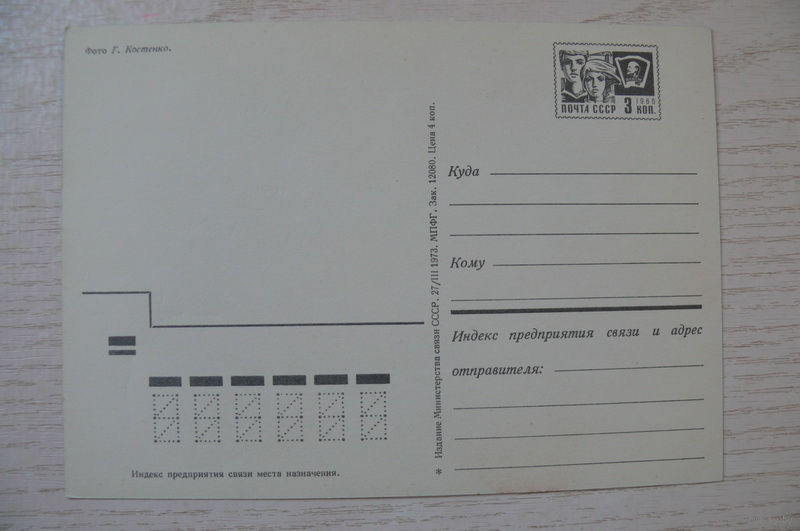 Фото Г. Костенко.
1966
ПОЧТА СССР 3 КОП.
Куда
Кому
Индекс предприятия связи и адрес
отправителя:
* Издание Министерства связи СССР. 27/III 1973. МПФГ. Зак. 12080. Цена 4 коп.
Индекс предприятия связи места назначения.